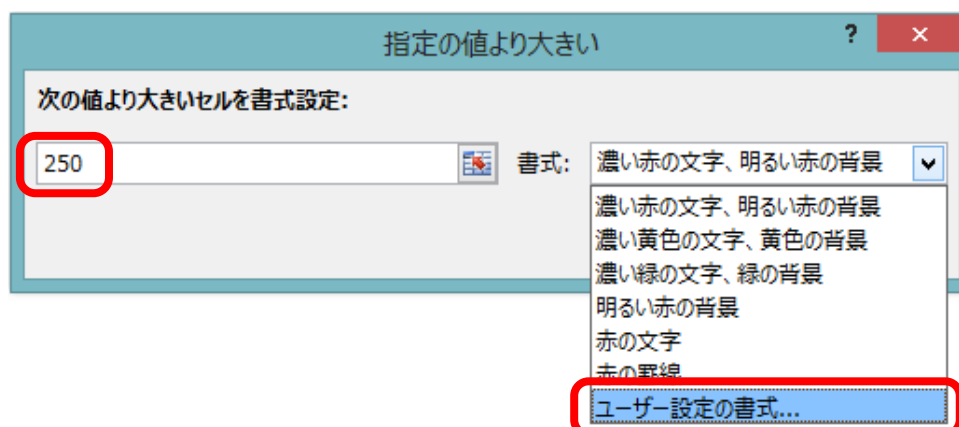 指定の値より大きい ? ×
次の値より大きいセルを書式設定:
250 書式: 濃い赤の文字、明るい赤の背景
濃い赤の文字、明るい赤の背景
濃い黄色の文字、黄色の背景
濃い緑の文字、緑の背景
明るい赤の背景
赤の文字
赤の罫線
ユーザー設定の書式...